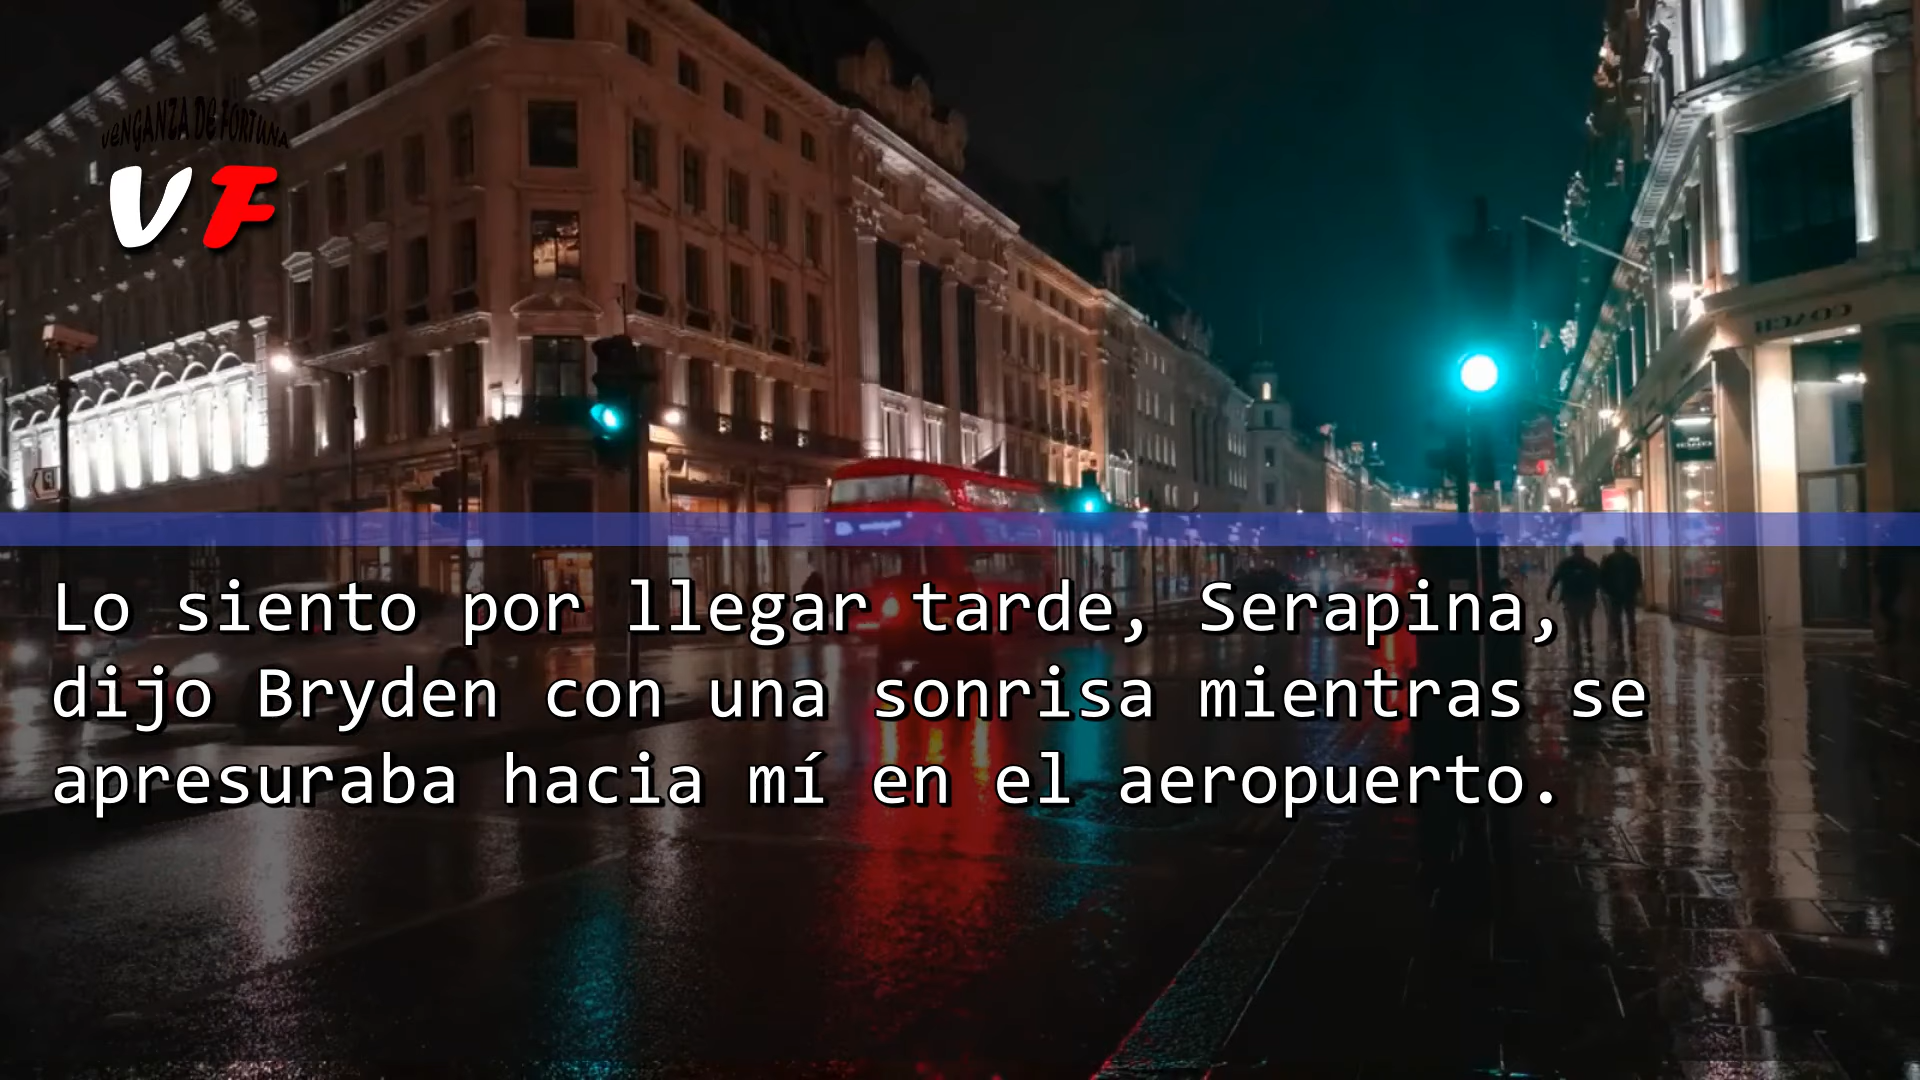 VENGANZA DE FORTUNA
VF
Lo siento por llegar tarde, Serapina,
dijo Bryden con una sonrisa mientras se
apresuraba hacia mí en el aeropuerto.
COACH